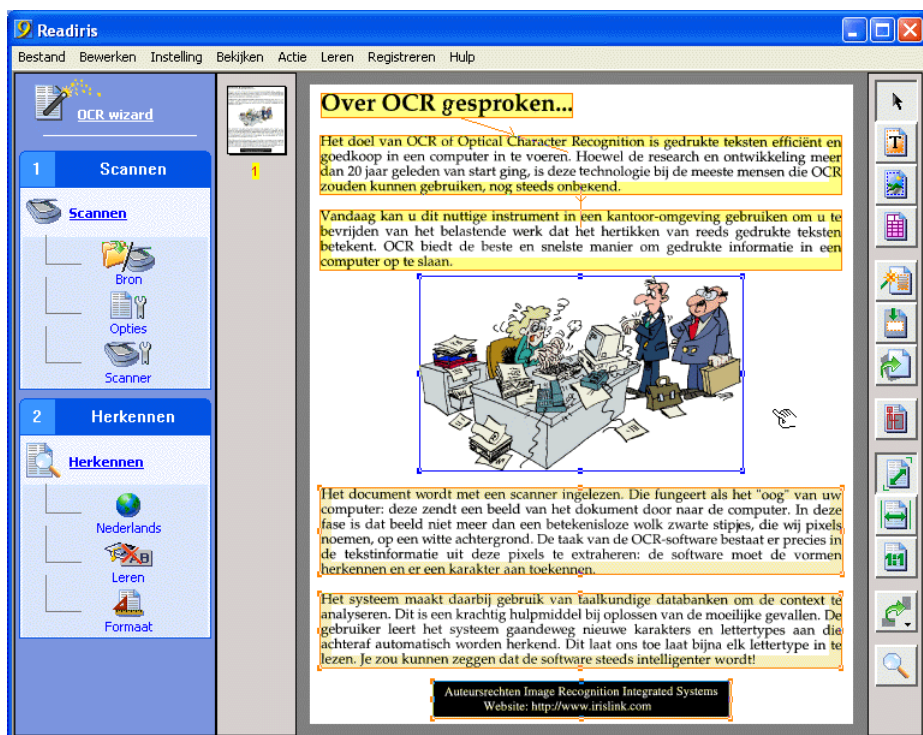 Readiris
Bestand Bewerken Instelling Bekijken Actie Leren Registreren Hulp
OCR wizard
1 Scannen
Scannen
Bron
Opties
Scanner
2 Herkennen
Herkennen
Nederlands
Leren
Formaat
1
Over OCR gesproken...
Het doel van OCR of Optical Character Recognition is gedrukte teksten efficiënt en
goedkoop in een computer in te voeren. Hoewel de research en ontwikkeling meer
dan 20 jaar geleden van start ging, is deze technologie bij de meeste mensen die OCR
zouden kunnen gebruiken, nog steeds onbekend.
Vandaag kan u dit nuttige instrument in een kantoor-omgeving gebruiken om u te
bevrijden van het belastende werk dat het hertikken van reeds gedrukte teksten
betekent. OCR biedt de beste en snelste manier om gedrukte informatie in een
computer op te slaan.
Het document wordt met een scanner ingelezen. Die fungeert als het "oog" van uw
computer: deze zendt een beeld van het dokument door naar de computer. In deze
fase is dat beeld niet meer dan een betekenisloze wolk zwarte stipjes, die wij pixels
noemen, op een witte achtergrond. De taak van de OCR-software bestaat er precies in
de tekstinformatie uit deze pixels te extraheren: de software moet de vormen
herkennen en er een karakter aan toekennen.
Het systeem maakt daarbij gebruik van taalkundige databanken om de context te
analyseren. Dit is een krachtig hulpmiddel bij oplossen van de moeilijke gevallen. De
gebruiker leert het systeem gaandeweg nieuwe karakters en lettertypes aan die
achteraf automatisch worden herkend. Dit laat ons toe laat bijna elk lettertype in te
lezen. Je zou kunnen zeggen dat de software steeds intelligenter wordt!
Auteursrechten Image Recognition Integrated Systems
Website: http://www.irislink.com
1:1